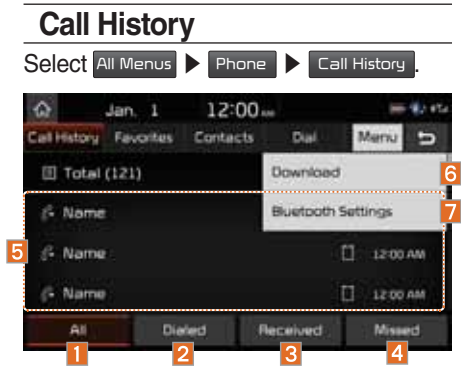 Call History
Select All Menus ▶ Phone ▶ Call History .
Jan. 1 12:00
Call History Favorites Contacts Dial Menu
Total (121) Download 6
Name Bluetooth Settings 7
5 Name 12:00 AM
Name 12:00 AM
All Dialed Received Missed
1 2 3 4